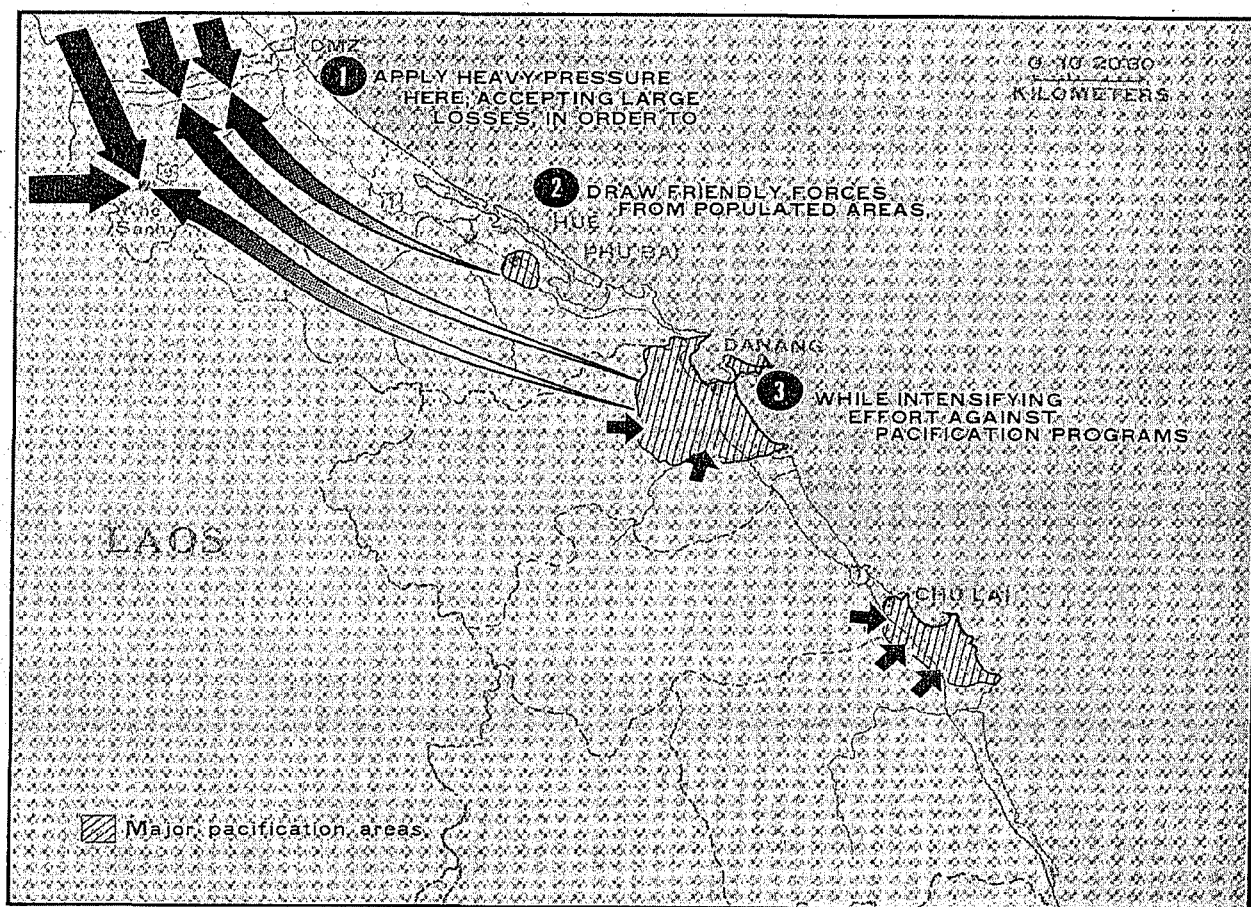 DMZ
1 APPLY HEAVY PRESSURE
HERE, ACCEPTING LARGE
LOSSES, IN ORDER TO
0 10 20 30
KILOMETERS
2 DRAW FRIENDLY FORCES
FROM POPULATED AREAS,
HUE
PHU BAI
Khe
Sanh
DANANG
3 WHILE INTENSIFYING
EFFORT AGAINST
PACIFICATION PROGRAMS
LAOS
CHU LAI
Major pacification areas